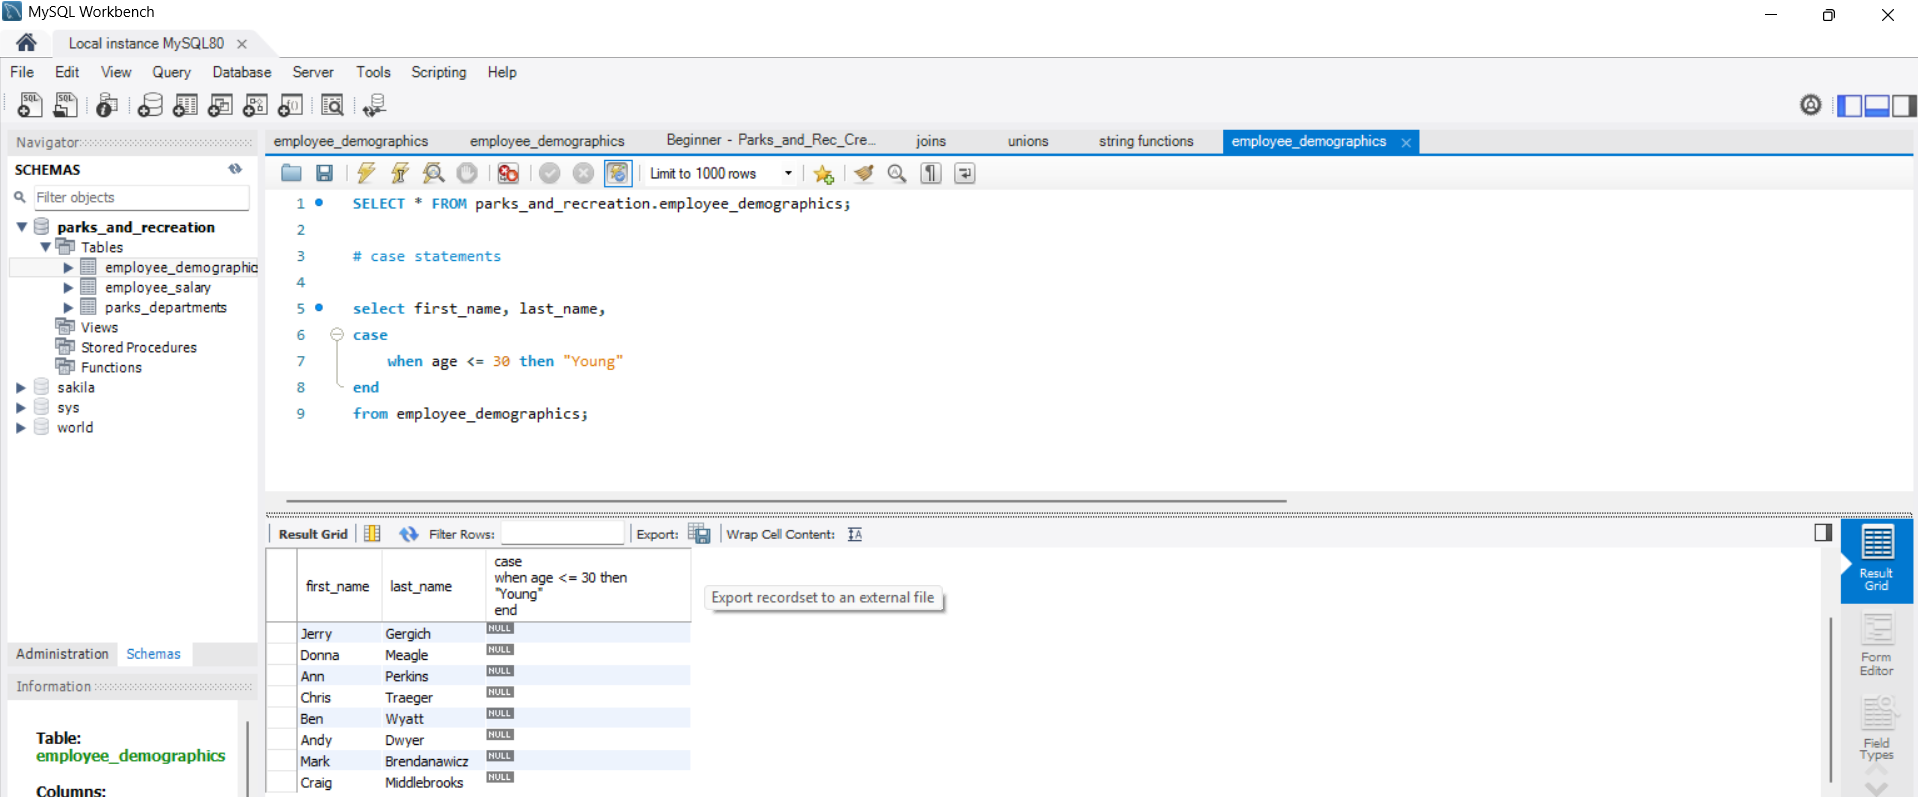 MySQL Workbench
Local instance MySQL80
File Edit View Query Database Server Tools Scripting Help
Navigator
SCHEMAS
Filter objects
parks_and_recreation
Tables
employee_demographic
employee_salary
parks_departments
Views
Stored Procedures
Functions
sakila
sys
world
Administration Schemas
Information
Table:
employee_demographics
Columns:
employee_demographics employee_demographics Beginner - Parks_and_Rec_Cre... joins unions string functions employee_demographics
Limit to 1000 rows
1 SELECT * FROM parks_and_recreation.employee_demographics;
2
3 # case statements
4
5 select first_name, last_name,
6 case
7 when age <= 30 then "Young"
8 end
9 from employee_demographics;
Result Grid Filter Rows: Export: Wrap Cell Content:
first_name last_name case
when age <= 30 then
"Young"
end
Export recordset to an external file
Jerry Gergich NULL
Donna Meagle NULL
Ann Perkins NULL
Chris Traeger NULL
Ben Wyatt NULL
Andy Dwyer NULL
Mark Brendanawicz NULL
Craig Middlebrooks NULL
Result
Grid
Form
Editor
Field
Types